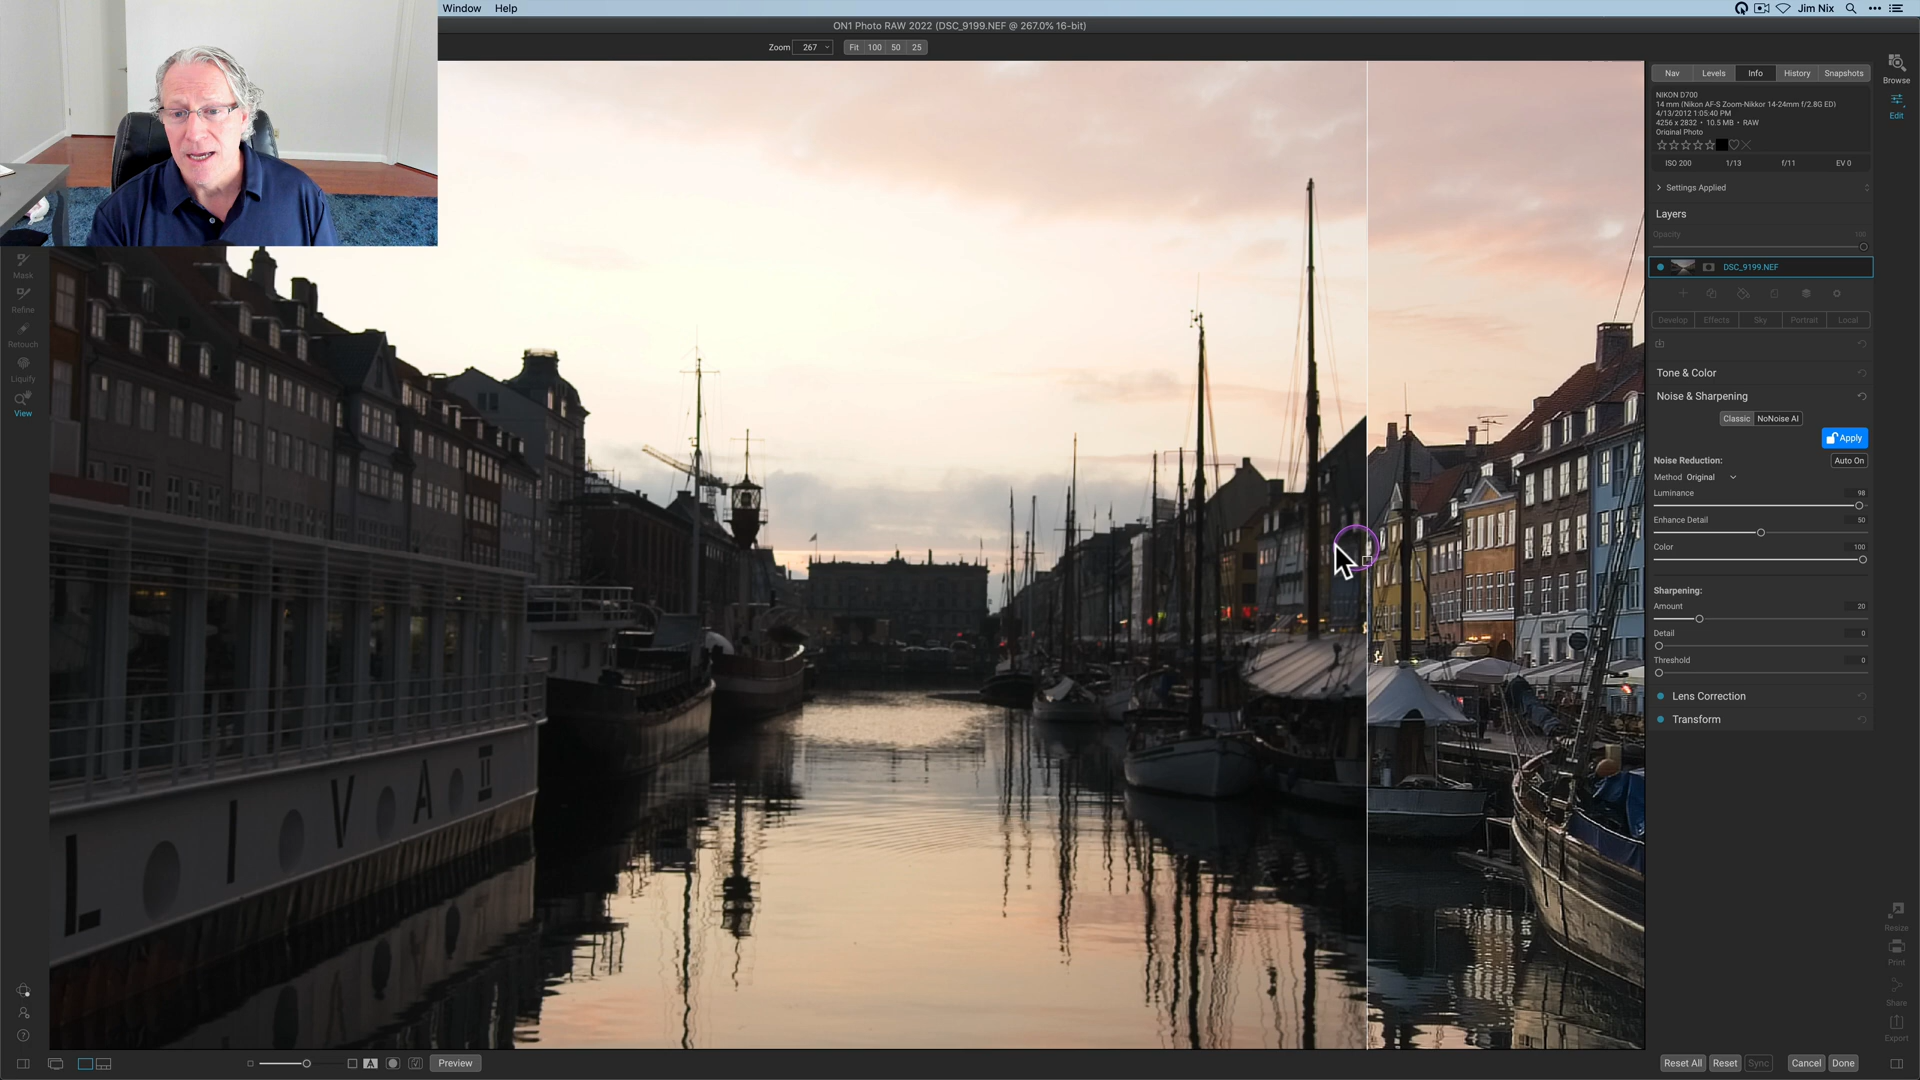 Window Help
Jim Nix
ON1 Photo RAW 2022 (DSC_9199.NEF @ 267.0% 16-bit)
Zoom 267 Fit 100 50 25
Nav Levels Info History Snapshots
Browse
Edit
NIKON D700
14 mm (Nikon AF-S Zoom-Nikkor 14-24mm f/2.8G ED)
4/13/2012 1:05:40 PM
4256 x 2832 • 10.5 MB • RAW
Original Photo
ISO 200 1/13 f/11 EV 0
Settings Applied
Layers
Opacity 100
DSC_9199.NEF
Develop Effects Sky Portrait Local
Tone & Color
Noise & Sharpening
Classic NoNoise AI
Apply
Noise Reduction: Auto On
Method Original
Luminance 98
Enhance Detail 50
Color 100
Sharpening:
Amount 20
Detail 0
Threshold 0
Lens Correction
Transform
Mask
Refine
Retouch
Liquify
View
L I V A II
Resize
Print
Share
Export
A Preview
Reset All Reset Sync Cancel Done